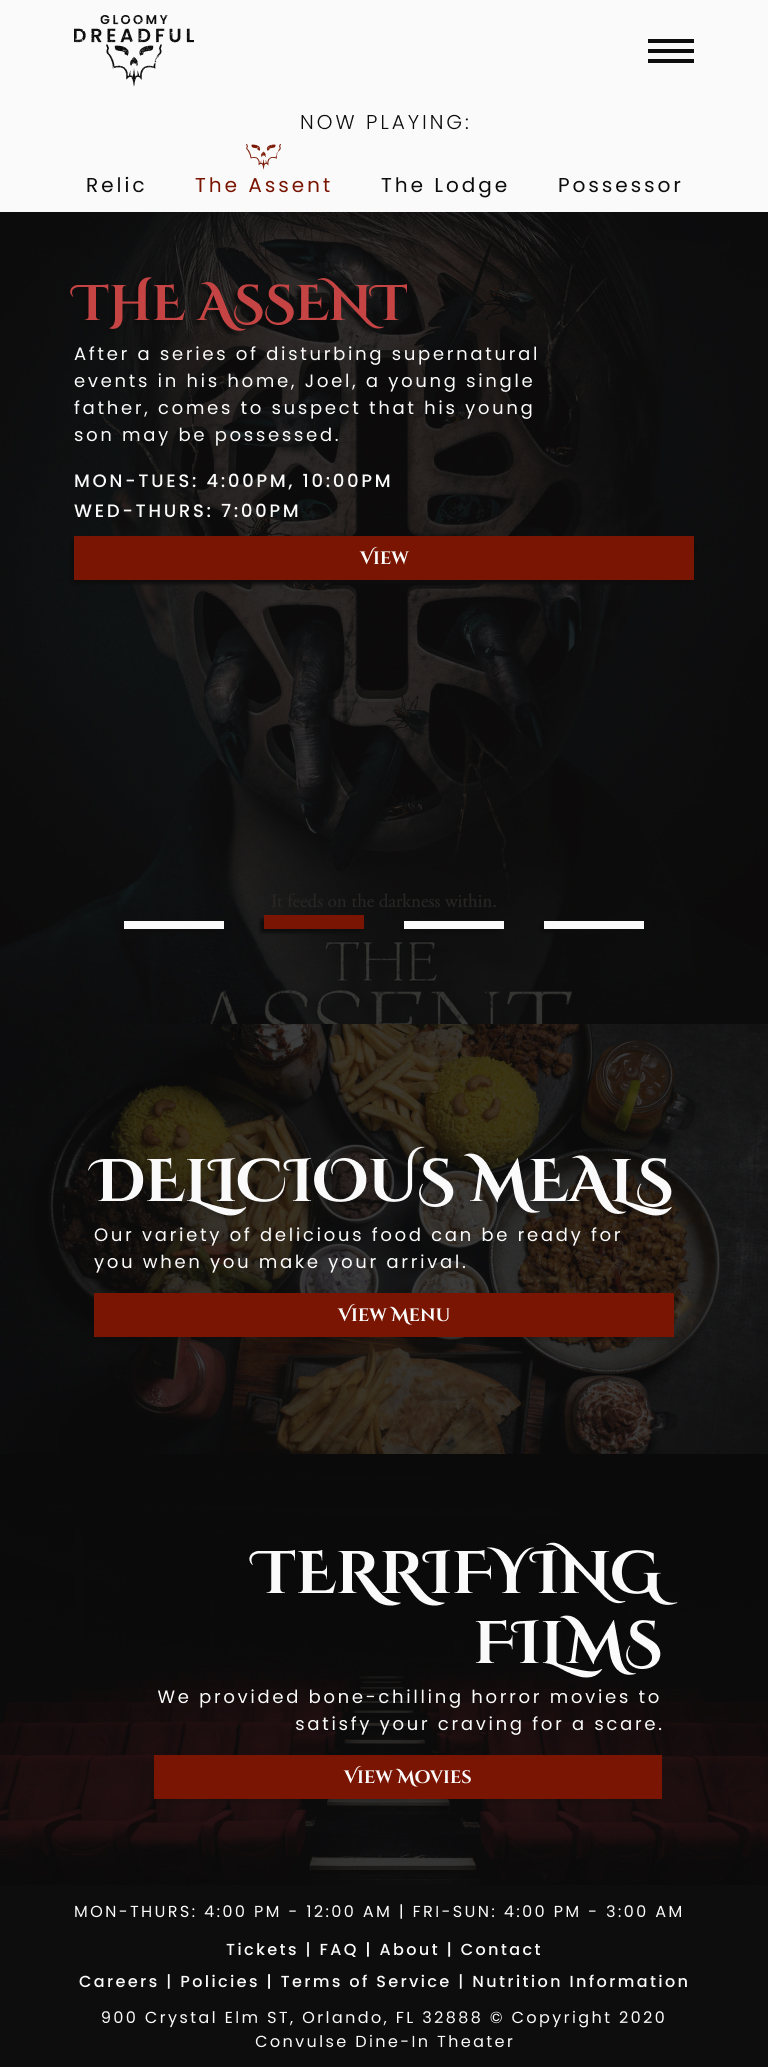 GLOOMY
DREADFUL
NOW PLAYING:
Relic The Assent The Lodge Possessor
THE ASSENT
After a series of disturbing supernatural
events in his home, Joel, a young single
father, comes to suspect that his young
son may be possessed.
MON-TUES: 4:00PM, 10:00PM
WED-THURS: 7:00PM
VIEW
It feeds on the darkness within.
THE
ASSENT
DELICIOUS MEALS
Our variety of delicious food can be ready for
you when you make your arrival.
VIEW MENU
TERRIFYING
FILMS
We provided bone-chilling horror movies to
satisfy your craving for a scare.
VIEW MOVIES
MON-THURS: 4:00 PM - 12:00 AM | FRI-SUN: 4:00 PM - 3:00 AM
Tickets | FAQ | About | Contact
Careers | Policies | Terms of Service | Nutrition Information
900 Crystal Elm ST, Orlando, FL 32888 © Copyright 2020
Convulse Dine-In Theater